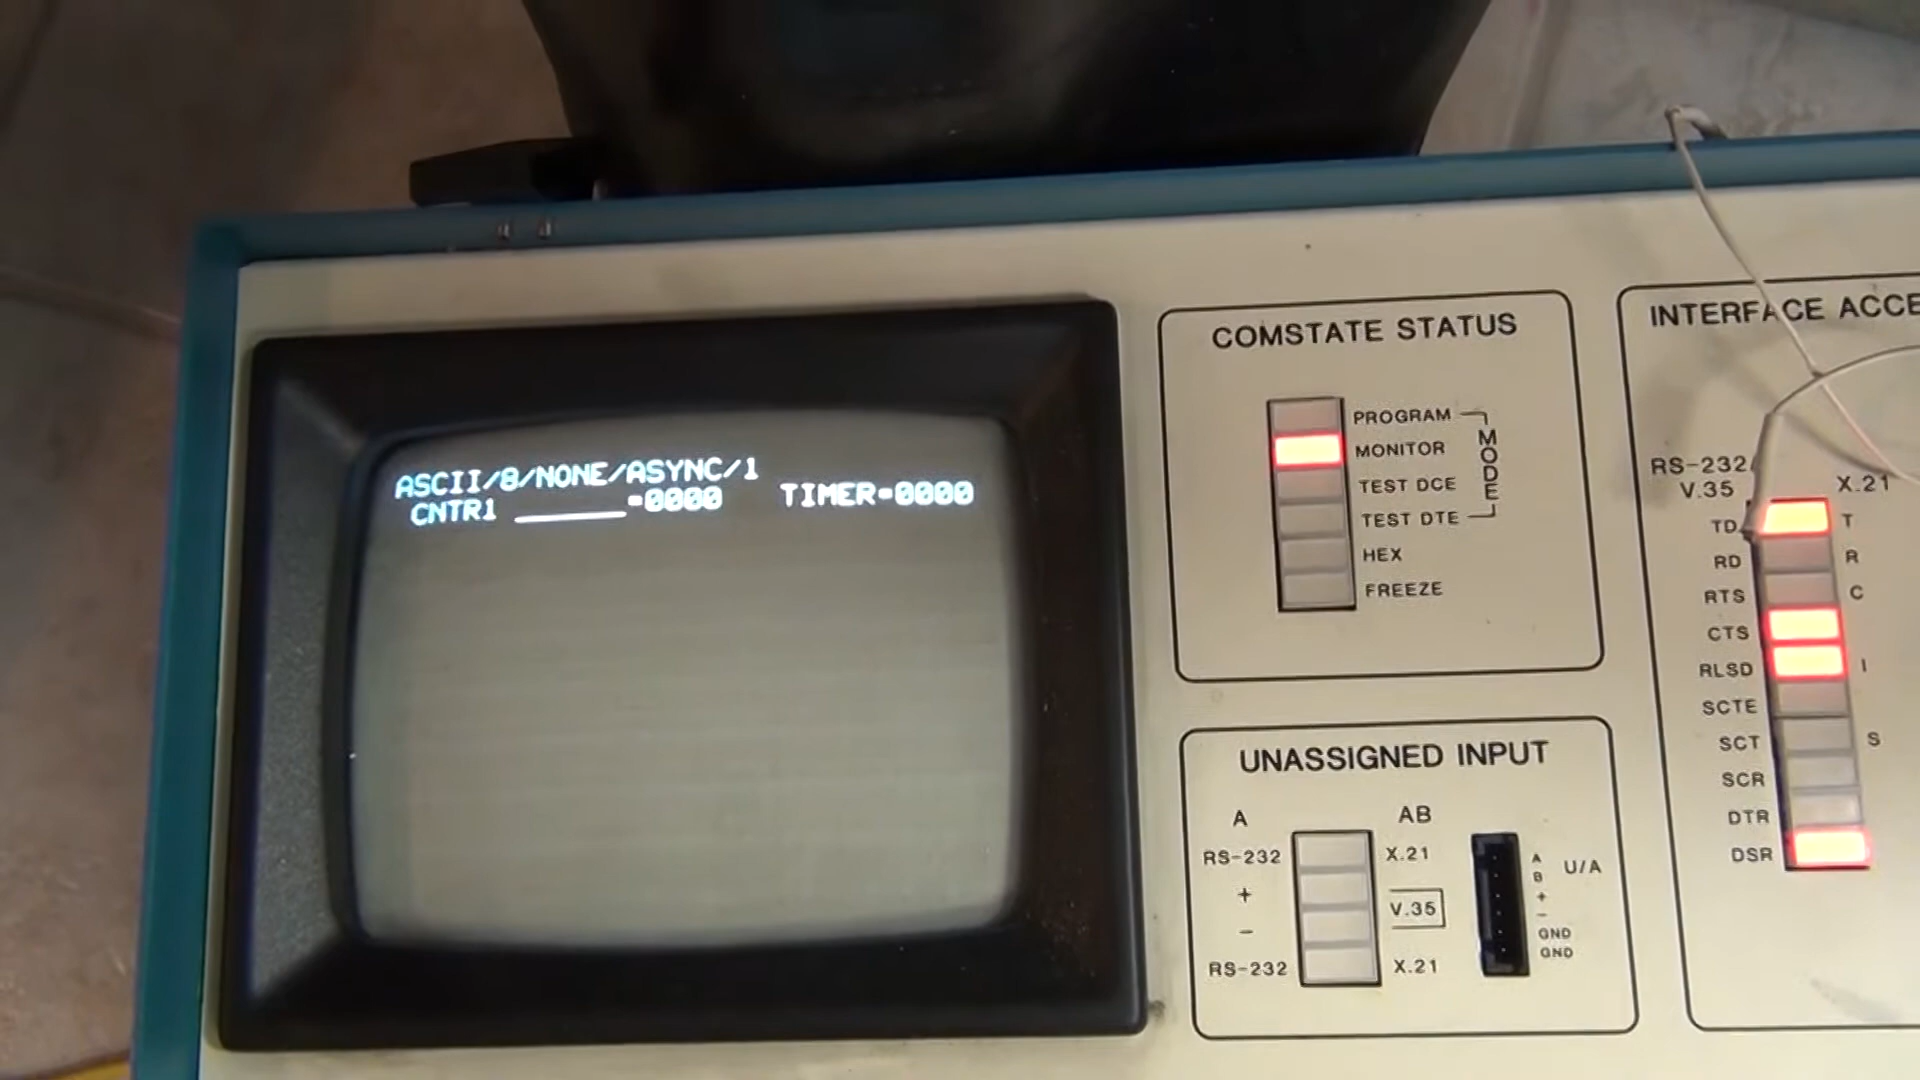 ASCII/8/NONE/ASYNC/1
CNTR1 ______=0000 TIMER=0000
COMSTATE STATUS
PROGRAM
MONITOR
TEST DCE
TEST DTE
HEX
FREEZE
MODE
UNASSIGNED INPUT
A AB
RS-232 X.21
+
V.35
−
RS-232 X.21
A
B
+
−
GND
GND
U/A
INTERFACE
RS-232
V.35 X.21
TD T
RD R
RTS C
CTS
RLSD I
SCTE
SCT S
SCR
DTR
DSR